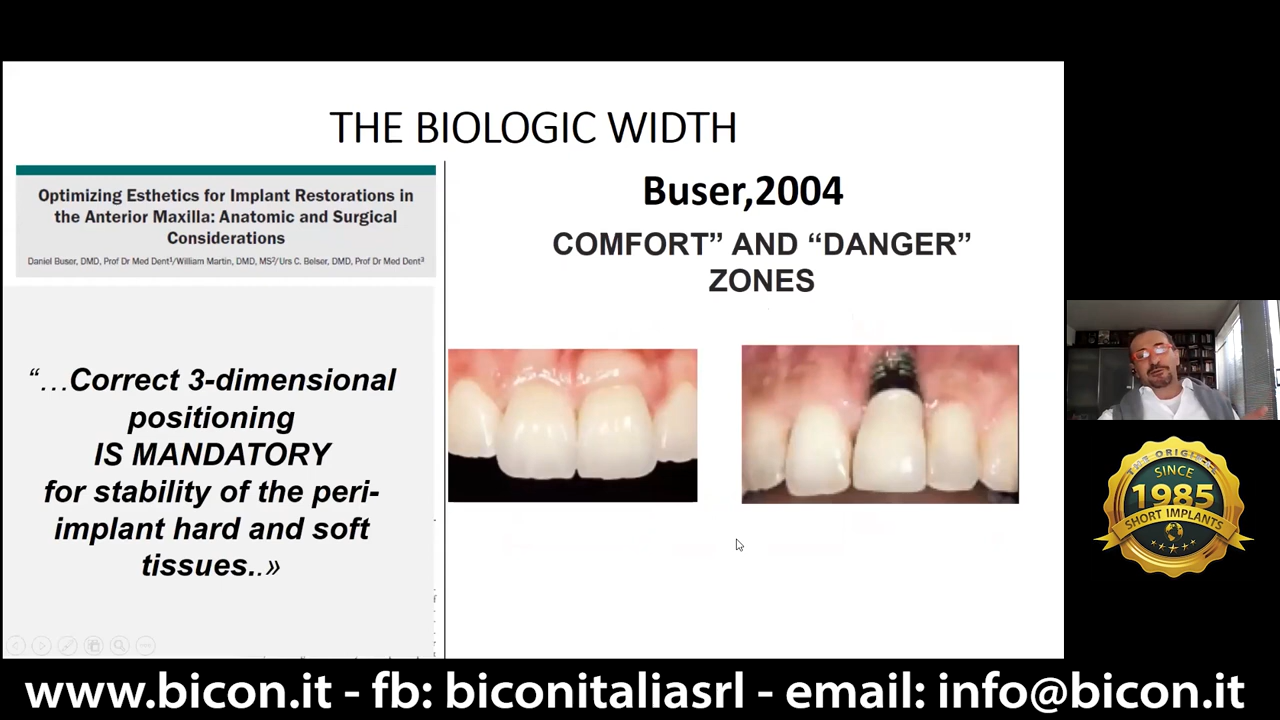 THE BIOLOGIC WIDTH
Optimizing Esthetics for Implant Restorations in
the Anterior Maxilla: Anatomic and Surgical
Considerations
Daniel Buser, DMD, Prof Dr Med Dent¹/William Martin, DMD, MS²/Urs C. Belser, DMD, Prof Dr Med Dent³
“…Correct 3-dimensional
positioning
IS MANDATORY
for stability of the peri-
implant hard and soft
tissues..»
Buser,2004
COMFORT” AND “DANGER”
ZONES
THE ORIGINAL
SINCE
1985
SHORT IMPLANTS
www.bicon.it - fb: biconitaliasrl - email: info@bicon.it